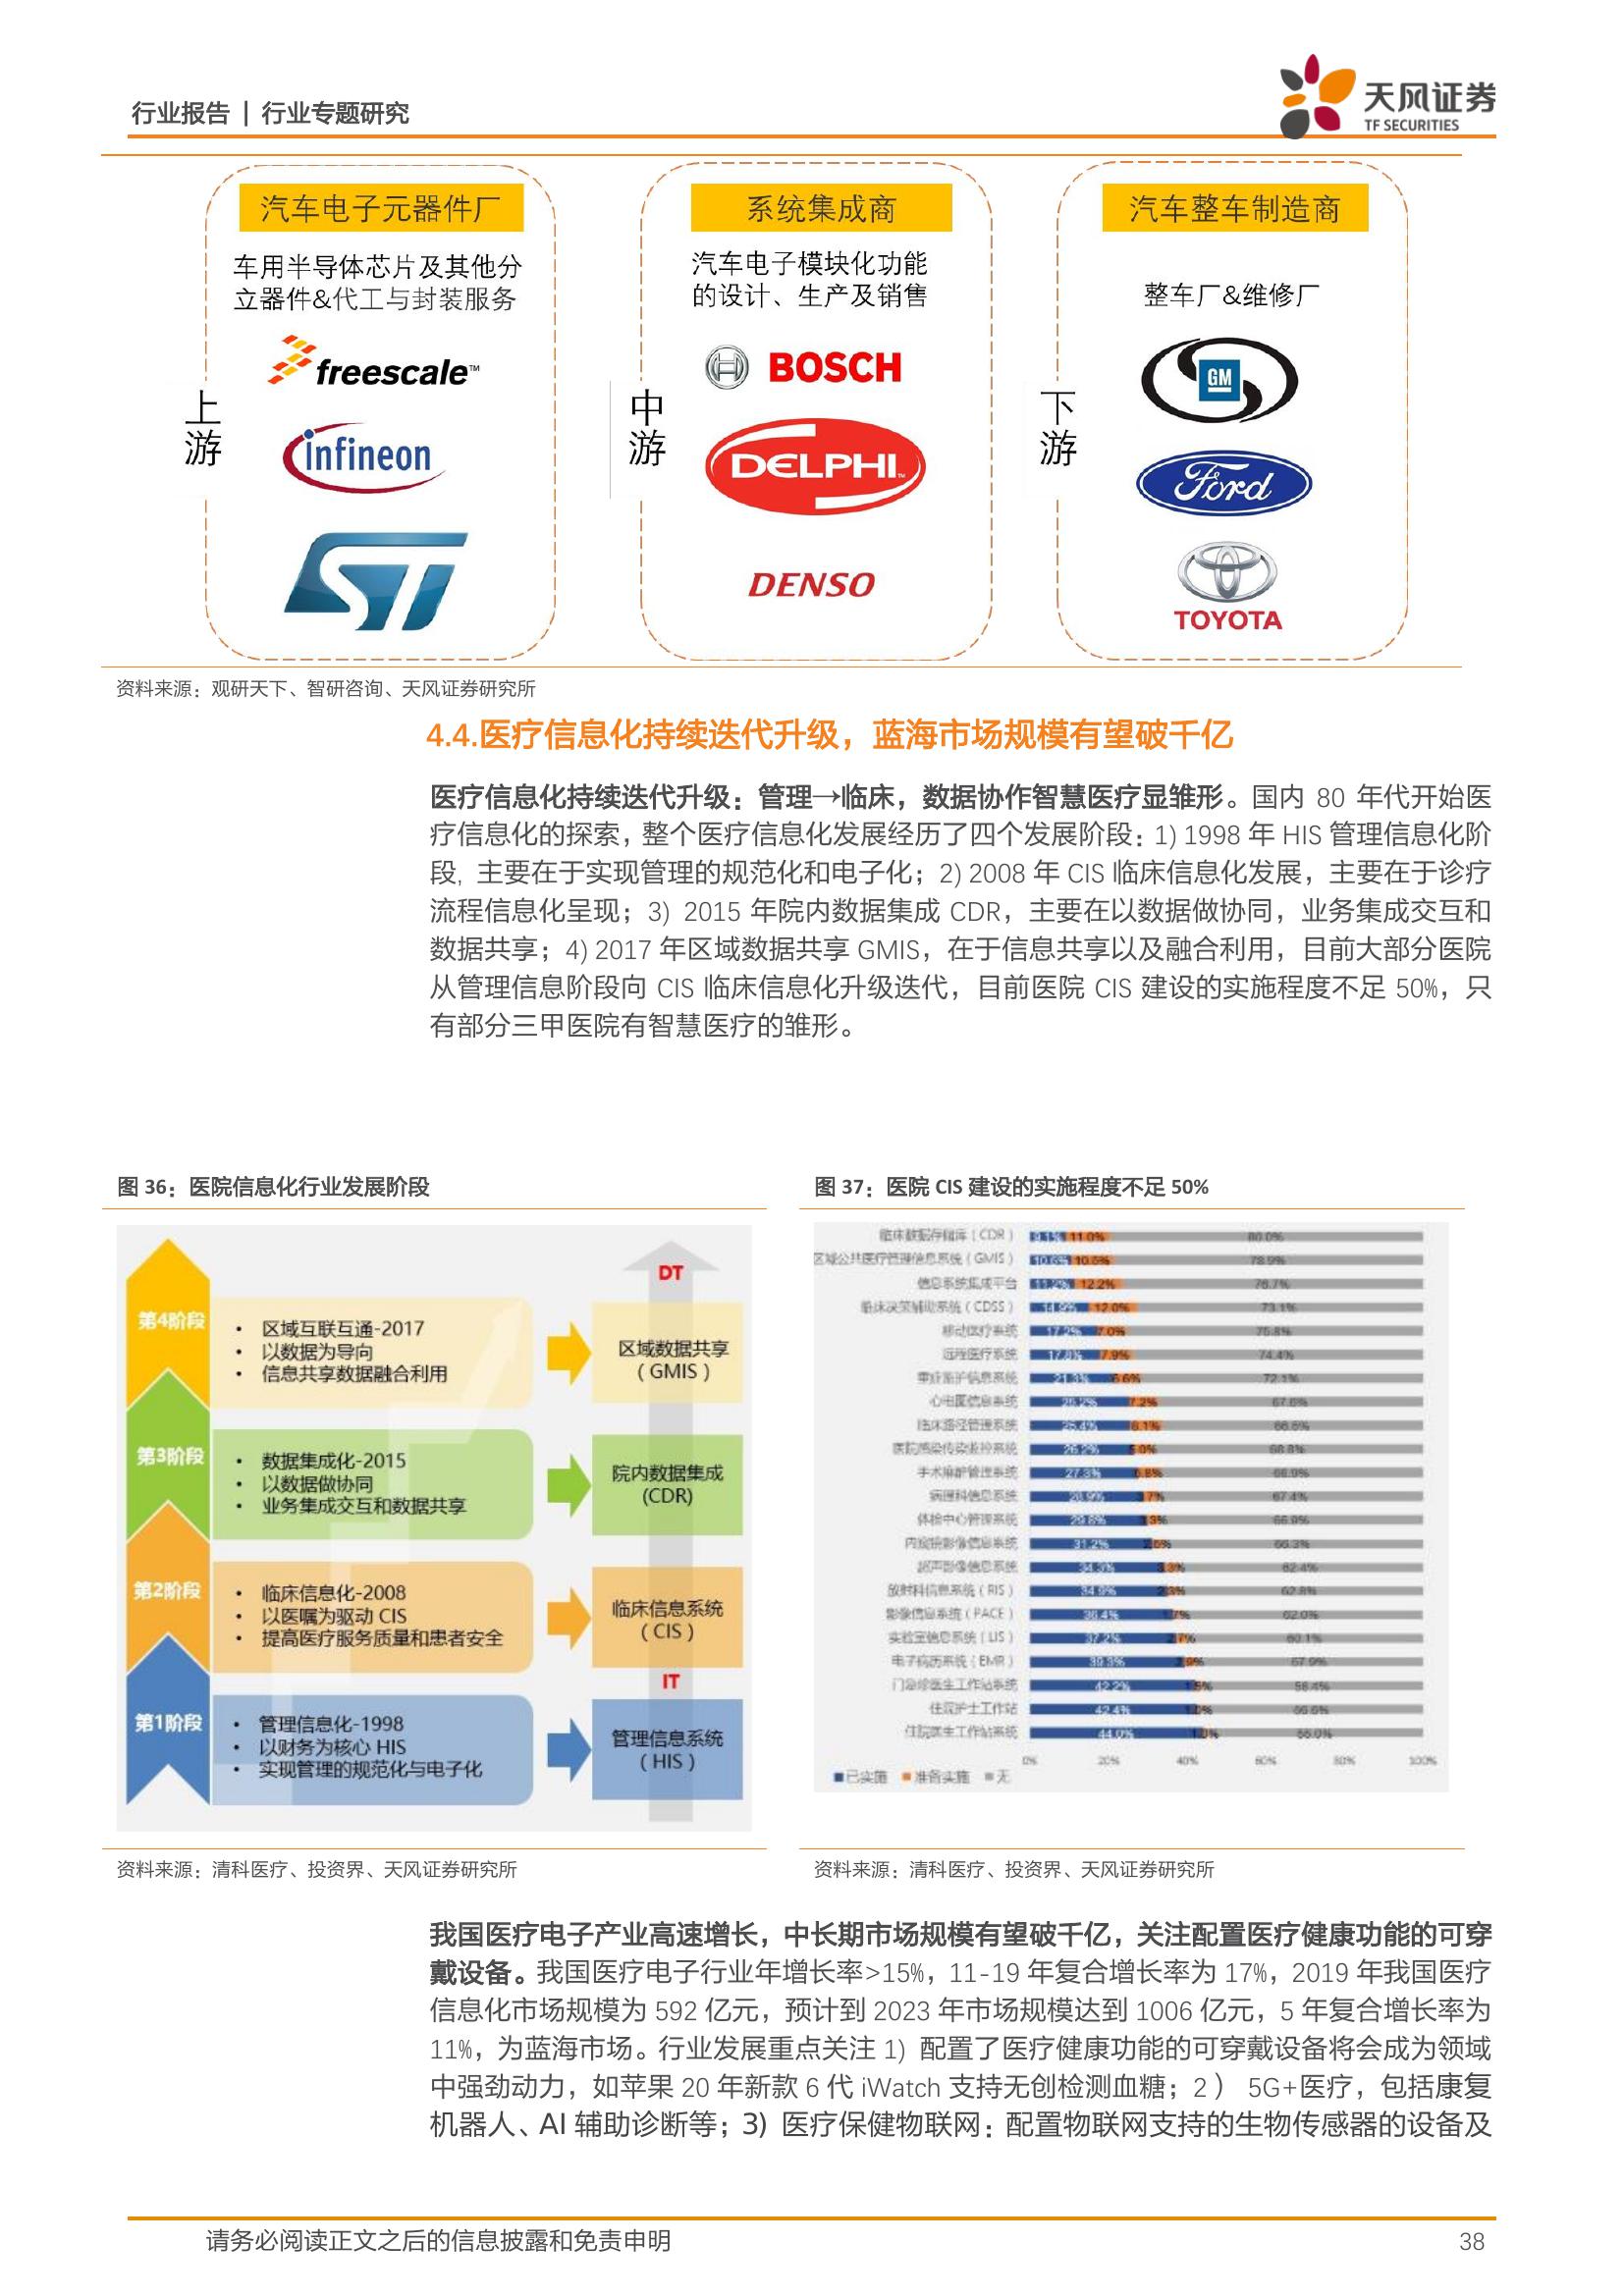 行业报告 | 行业专题研究
天风证券
TF SECURITIES
汽车电子元器件厂
车用半导体芯片及其他分
立器件&代工与封装服务
上游
freescale™
infineon
ST
系统集成商
汽车电子模块化功能
的设计、生产及销售
中游
BOSCH
DELPHI
DENSO
汽车整车制造商
整车厂&维修厂
下游
GM
Ford
TOYOTA
资料来源：观研天下、智研咨询、天风证券研究所
4.4.医疗信息化持续迭代升级，蓝海市场规模有望破千亿
医疗信息化持续迭代升级：管理→临床，数据协作智慧医疗显雏形。国内 80 年代开始医
疗信息化的探索，整个医疗信息化发展经历了四个发展阶段：1) 1998 年 HIS 管理信息化阶
段，主要在于实现管理的规范化和电子化；2) 2008 年 CIS 临床信息化发展，主要在于诊疗
流程信息化呈现；3) 2015 年院内数据集成 CDR，主要在以数据做协同，业务集成交互和
数据共享；4) 2017 年区域数据共享 GMIS，在于信息共享以及融合利用，目前大部分医院
从管理信息阶段向 CIS 临床信息化升级迭代，目前医院 CIS 建设的实施程度不足 50%，只
有部分三甲医院有智慧医疗的雏形。
图 36：医院信息化行业发展阶段
DT
第4阶段
• 区域互联互通-2017
• 以数据为导向
• 信息共享数据融合利用
区域数据共享
（GMIS）
第3阶段
• 数据集成化-2015
• 以数据做协同
• 业务集成交互和数据共享
院内数据集成
(CDR)
第2阶段
• 临床信息化-2008
• 以医嘱为驱动 CIS
• 提高医疗服务质量和患者安全
临床信息系统
（CIS）
IT
第1阶段
• 管理信息化-1998
• 以财务为核心 HIS
• 实现管理的规范化与电子化
管理信息系统
（HIS）
资料来源：清科医疗、投资界、天风证券研究所
图 37：医院 CIS 建设的实施程度不足 50%
临床数据存储库（CDR） 9.1% 11.0% 80.0%
区域公共医疗管理信息系统（GMIS） 10.6% 10.5% 78.9%
信息系统集成平台 11.2% 12.2% 76.7%
临床决策辅助系统（CDSS） 14.9% 12.0% 73.1%
移动医疗系统 17.2% 7.0% 75.8%
远程医疗系统 17.8% 7.9% 74.4%
重症监护信息系统 21.3% 6.6% 72.1%
心电图信息系统 7.2% 67.6%
临床路径管理系统 25.4% 8.1% 66.6%
医院感染传染监控系统 26.2% 5.0% 68.8%
手术麻醉管理系统 27.3% 5.8% 66.9%
病理科信息系统 67.4%
体检中心管理系统 29.8% 66.9%
内窥镜影像信息系统 31.2% 66.3%
超声影像信息系统 34.3% 3.3% 62.4%
放射科信息系统（RIS） 34.9% 2.3% 62.8%
影像信息系统（PACE） 36.4% 62.0%
实验室信息系统（LIS） 37.2% 2.7% 60.1%
电子病历系统（EMR） 39.3% 57.9%
门急诊医生工作站系统 42.2% 56.4%
住院护士工作站 42.4% 56.6%
住院医生工作站系统 44.0% 55.0%
0% 20% 40% 60% 80% 100%
已实施 准备实施 无
资料来源：清科医疗、投资界、天风证券研究所
我国医疗电子产业高速增长，中长期市场规模有望破千亿，关注配置医疗健康功能的可穿
戴设备。我国医疗电子行业年增长率>15%，11-19 年复合增长率为 17%，2019 年我国医疗
信息化市场规模为 592 亿元，预计到 2023 年市场规模达到 1006 亿元，5 年复合增长率为
11%，为蓝海市场。行业发展重点关注 1) 配置了医疗健康功能的可穿戴设备将会成为领域
中强劲动力，如苹果 20 年新款 6 代 iWatch 支持无创检测血糖；2） 5G+医疗，包括康复
机器人、AI 辅助诊断等；3) 医疗保健物联网：配置物联网支持的生物传感器的设备及
请务必阅读正文之后的信息披露和免责申明
38